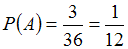 P(A) = 3/36 = 1/12